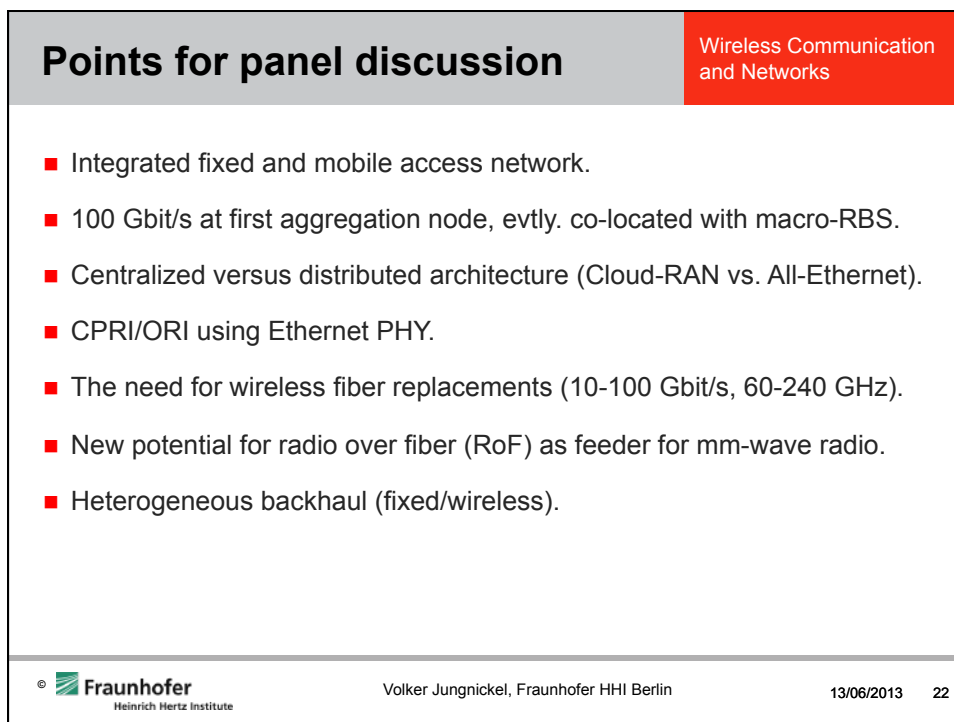 Points for panel discussion
Wireless Communication
and Networks
■ Integrated fixed and mobile access network.
■ 100 Gbit/s at first aggregation node, evtly. co-located with macro-RBS.
■ Centralized versus distributed architecture (Cloud-RAN vs. All-Ethernet).
■ CPRI/ORI using Ethernet PHY.
■ The need for wireless fiber replacements (10-100 Gbit/s, 60-240 GHz).
■ New potential for radio over fiber (RoF) as feeder for mm-wave radio.
■ Heterogeneous backhaul (fixed/wireless).
© Fraunhofer
Heinrich Hertz Institute
Volker Jungnickel, Fraunhofer HHI Berlin
13/06/2013 22